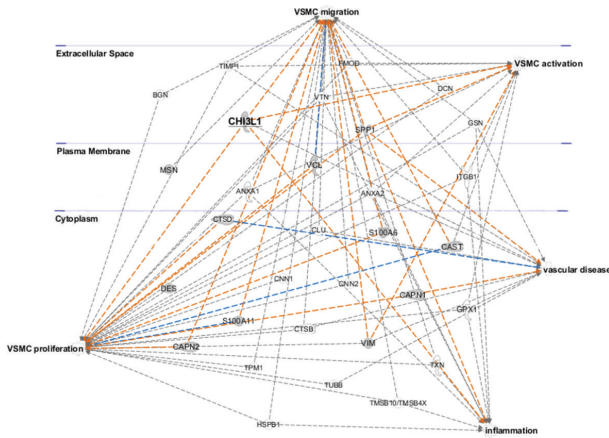 VSMC migration
Extracellular Space
TIMP1
FMOD
VSMC activation
BGN
VTN
DCN
CHI3L1
SPP1
GSN
Plasma Membrane
MSN
VCL
ITGB1
ANXA1
ANXA2
Cytoplasm
CTSD
CLU
S100A6
CAST
vascular disease
DES
CNN1
CNN2
CAPN1
GPX1
S100A11
CTSB
VSMC proliferation
CAPN2
VIM
TPM1
TXN
TUBB
TMSB10/TMSB4X
HSPB1
inflammation